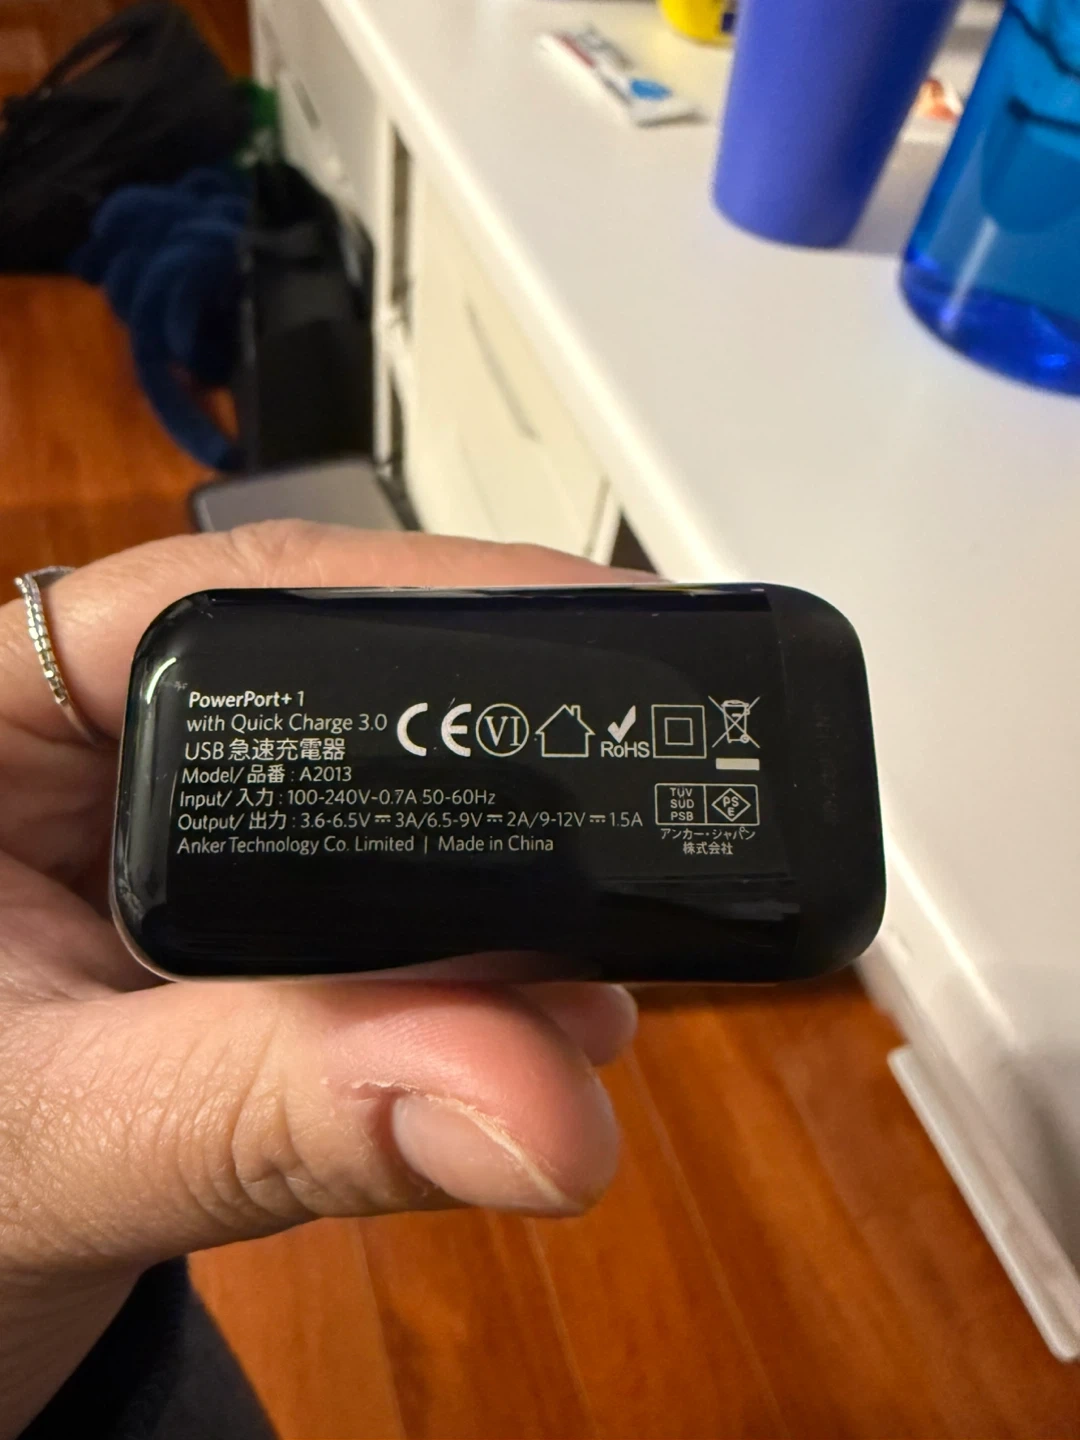 PowerPort+ 1
with Quick Charge 3.0
USB 急速充電器
Model/ 品番 : A2013
Input/ 入力 : 100-240V~0.7A 50-60Hz
Output/ 出力 : 3.6-6.5V⎓3A/6.5-9V⎓2A/9-12V⎓1.5A
Anker Technology Co. Limited | Made in China
CE
VI
RoHS
TÜV
SÜD
PSB
PS
E
アンカー・ジャパン
株式会社